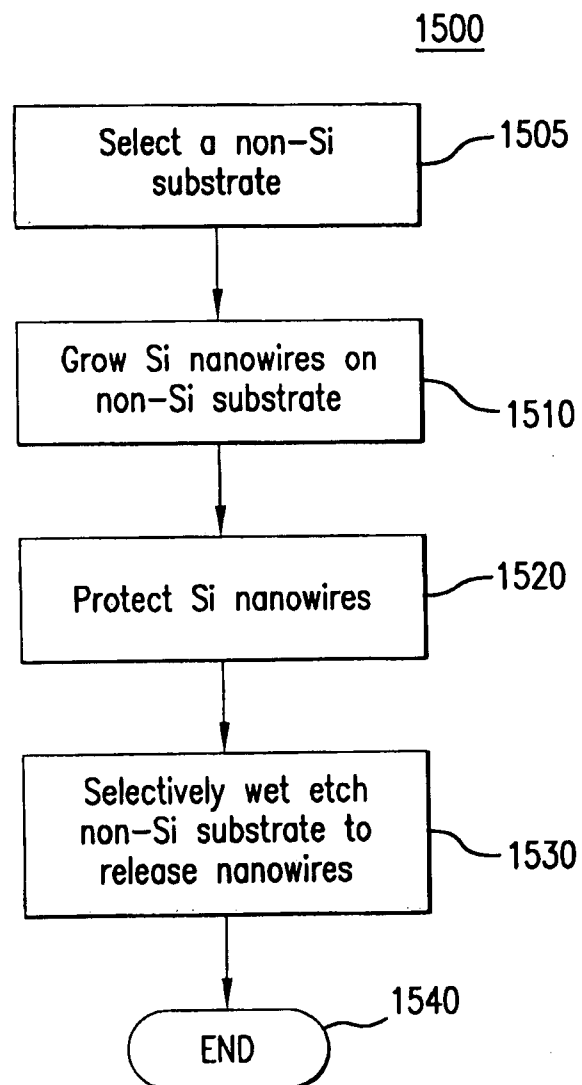 1500
Select a non-Si
substrate
1505
Grow Si nanowires on
non-Si substrate
1510
Protect Si nanowires
1520
Selectively wet etch
non-Si substrate to
release nanowires
1530
END
1540